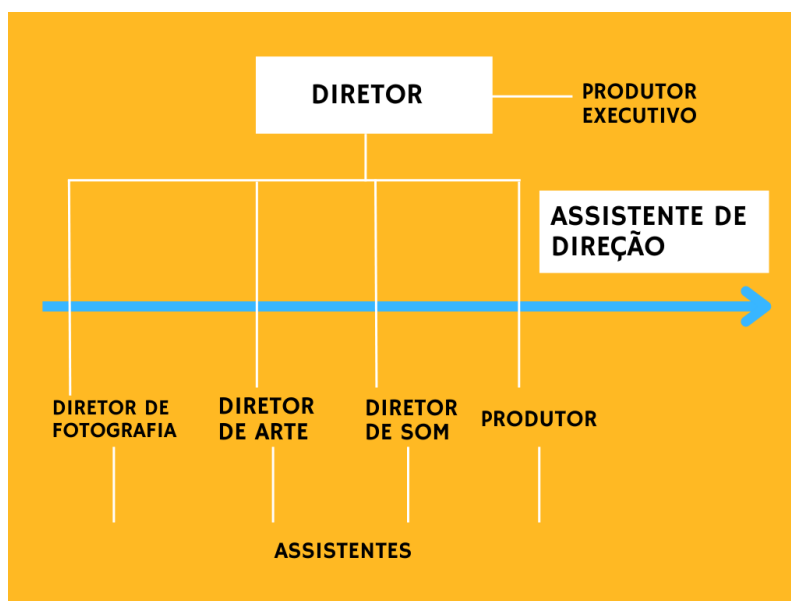 DIRETOR
PRODUTOR
EXECUTIVO
ASSISTENTE DE
DIREÇÃO
DIRETOR DE
FOTOGRAFIA
DIRETOR
DE ARTE
DIRETOR
DE SOM
PRODUTOR
ASSISTENTES